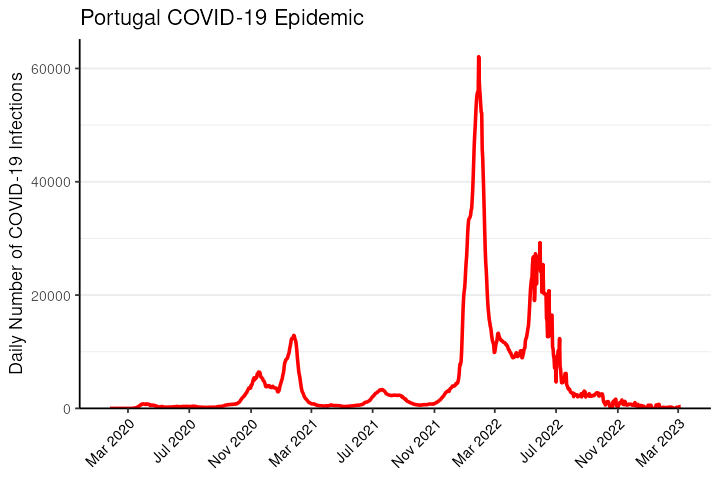 Portugal COVID-19 Epidemic
Daily Number of COVID-19 Infections
60000
40000
20000
0
Mar 2020
Jul 2020
Nov 2020
Mar 2021
Jul 2021
Nov 2021
Mar 2022
Jul 2022
Nov 2022
Mar 2023